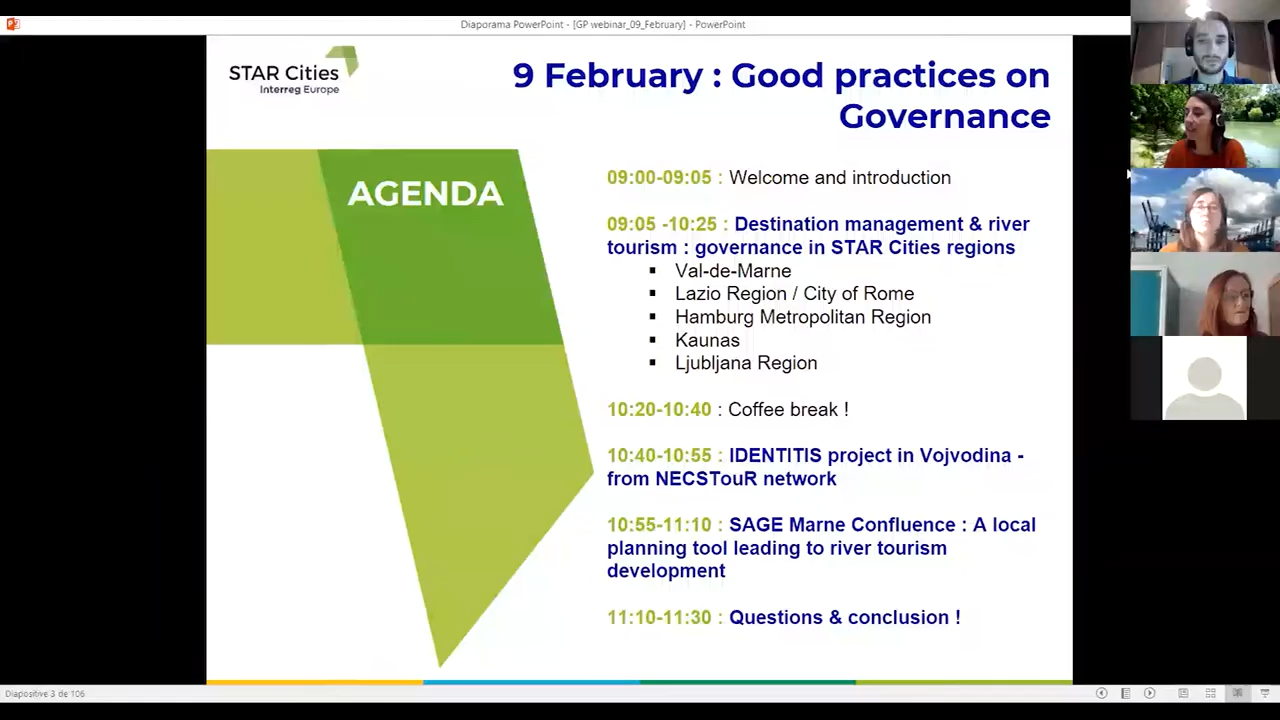 Diaporama PowerPoint - [GP webinar_09_February] - PowerPoint
STAR Cities
Interreg Europe
9 February : Good practices on
Governance
AGENDA
09:00-09:05 : Welcome and introduction
09:05 -10:25 : Destination management & river
tourism : governance in STAR Cities regions
▪ Val-de-Marne
▪ Lazio Region / City of Rome
▪ Hamburg Metropolitan Region
▪ Kaunas
▪ Ljubljana Region
10:20-10:40 : Coffee break !
10:40-10:55 : IDENTITIS project in Vojvodina -
from NECSTouR network
10:55-11:10 : SAGE Marne Confluence : A local
planning tool leading to river tourism
development
11:10-11:30 : Questions & conclusion !
Diapositive 3 de 106